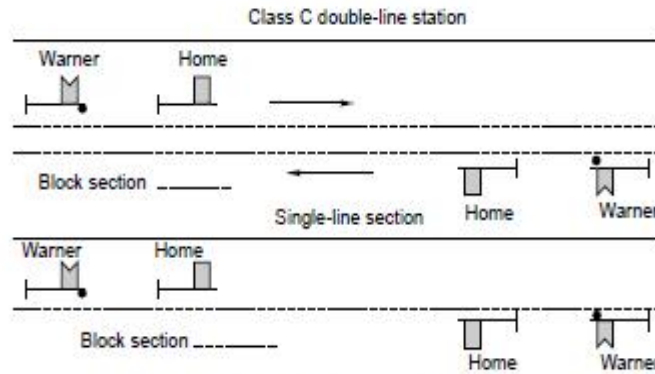 Class C double-line station
Warner Home
Block section
Single-line section
Home Warner
Warner Home
Block section
Home Warner